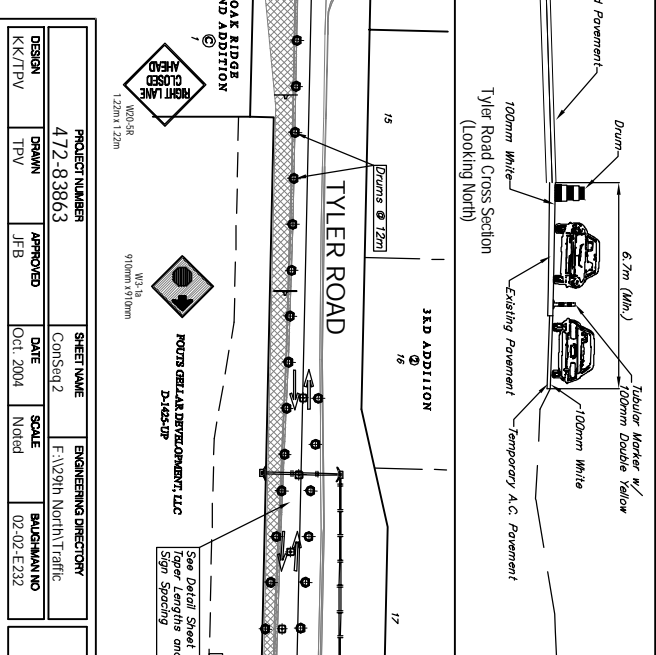 d Pavement
Drum
6.7m (Min.)
Tubular Marker w/
100mm Double Yellow
100mm White
100mm White
Existing Pavement
Temporary A.C. Pavement
Tyler Road Cross Section
(Looking North)
OAK RIDGE
ND ADDITION
C
1
RIGHT LANE
CLOSED
AHEAD
W20-5R
1.22m x 1.22m
15
Drums @ 12m
TYLER ROAD
3RD ADDITION
2
16
W3-1a
910mm x 910mm
FOUTS GELLAR DEVELOPMENT, LLC
D-1425-UP
17
See Detail Sheet
Taper Lengths and
Sign Spacing
PROJECT NUMBER
472-83863
SHEET NAME
ConSeq2
ENGINEERING DIRECTORY
F:\129th North\Traffic
DESIGN
KK/TPV
DRAWN
TPV
APPROVED
JFB
DATE
Oct. 2004
SCALE
Noted
BAUGHMAN NO
02-02-E232